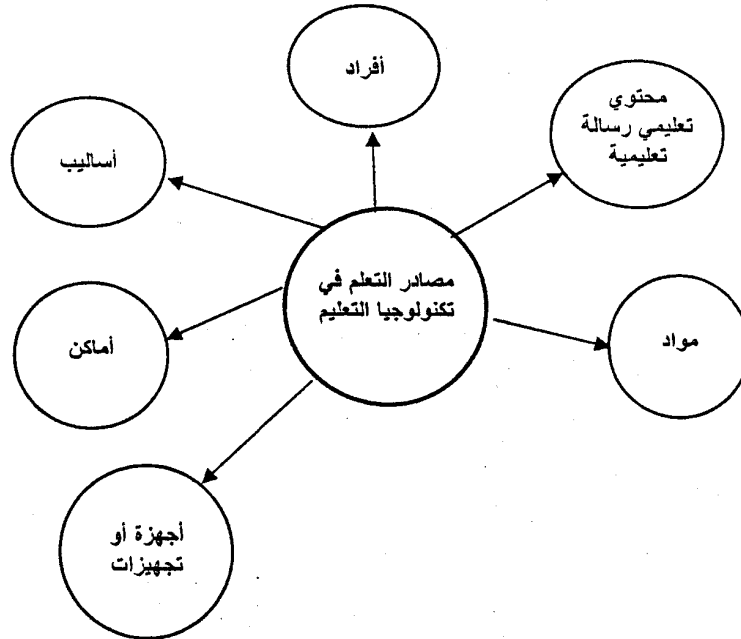 أفراد
محتوي
تعليمي رسالة
تعليمية
أساليب
مصادر التعلم في
تكنولوجيا التعليم
أماكن
مواد
أجهزة أو
تجهيزات